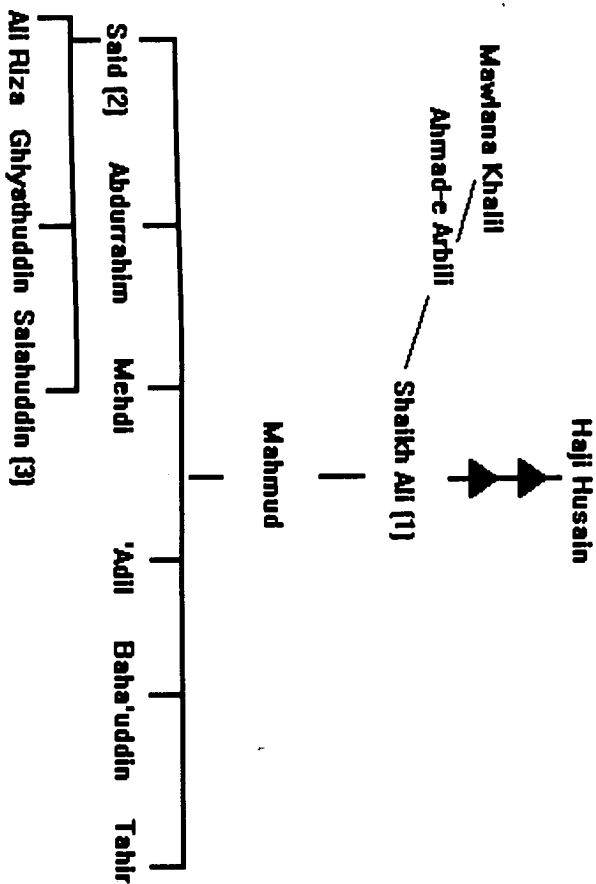 Haji Husain
Mawlana Khalil
Ahmad-e Arbili
Shaikh Ali (1)
Mahmud
Said (2) Abdurrahim Mehdi 'Adil Baha'uddin Tahir
Ali Riza Ghiyathuddin Salahuddin (3)